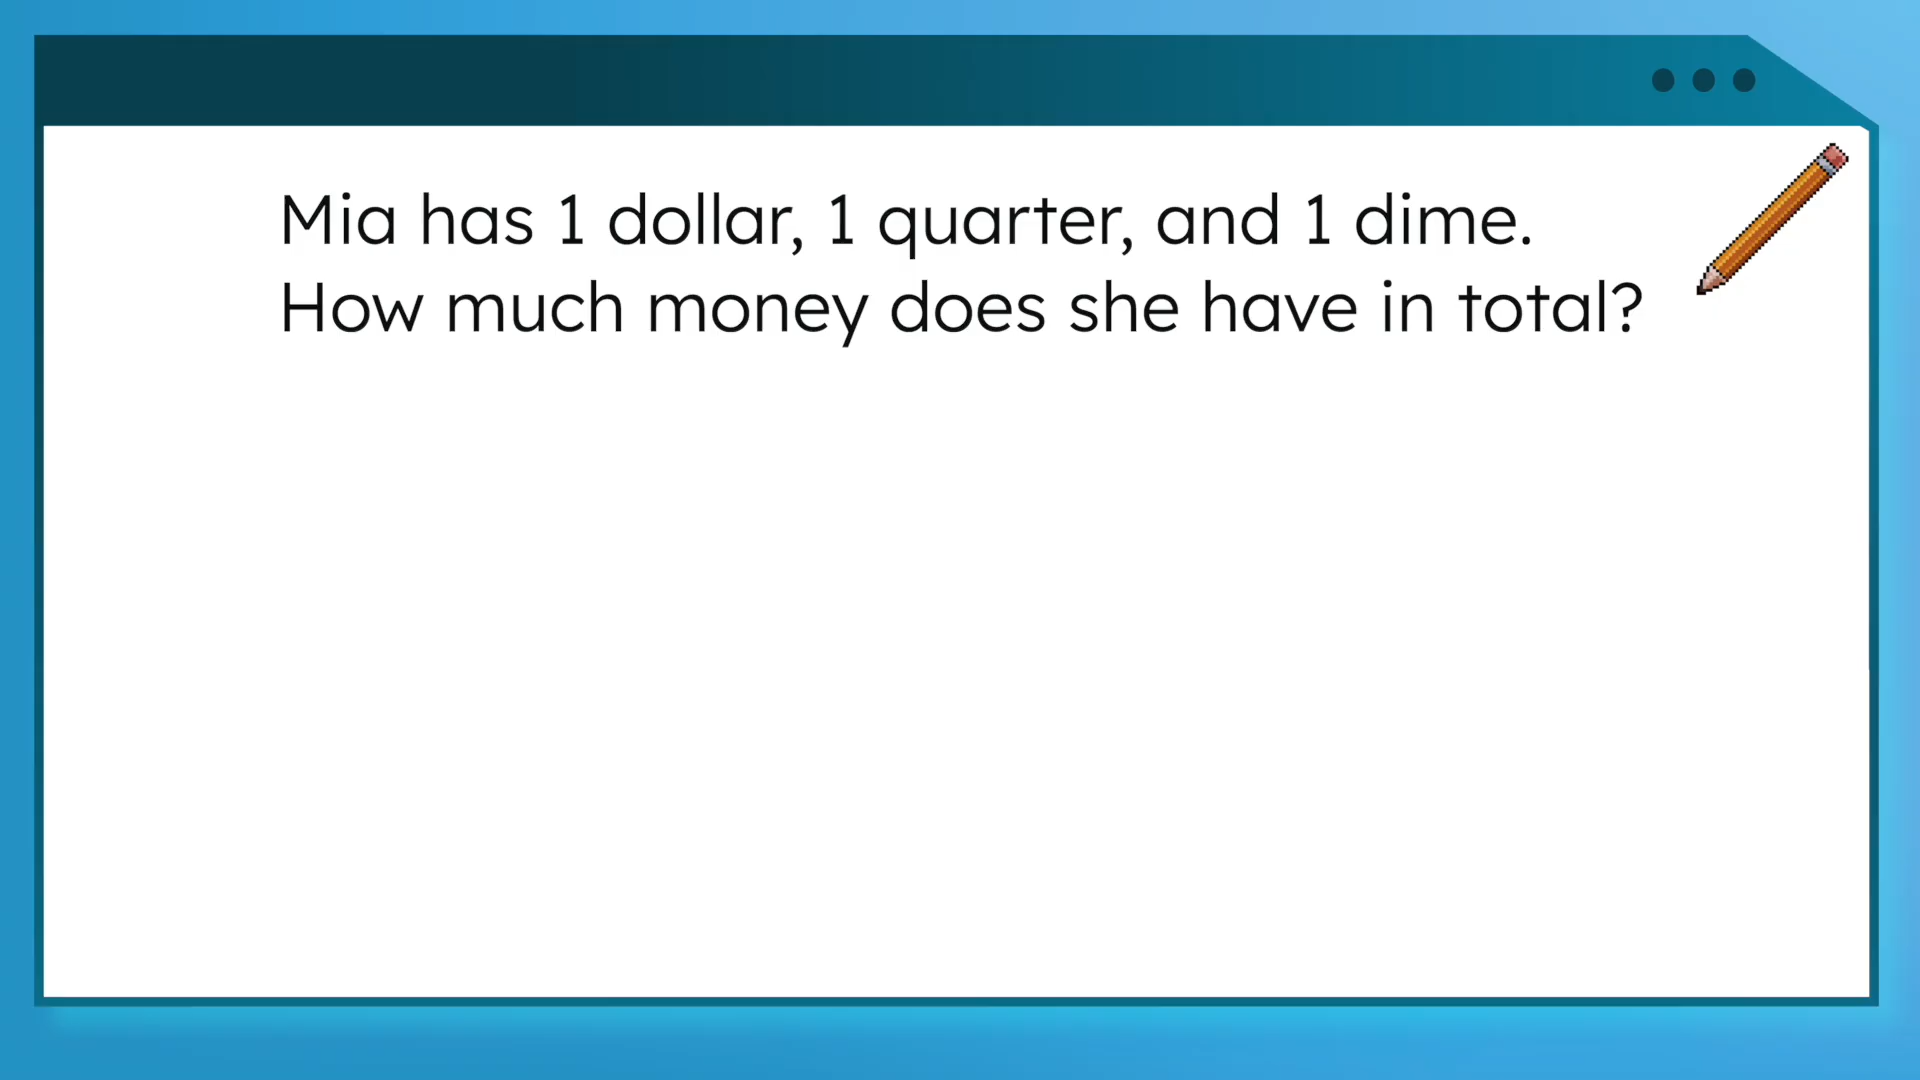 Mia has 1 dollar, 1 quarter, and 1 dime.
How much money does she have in total?